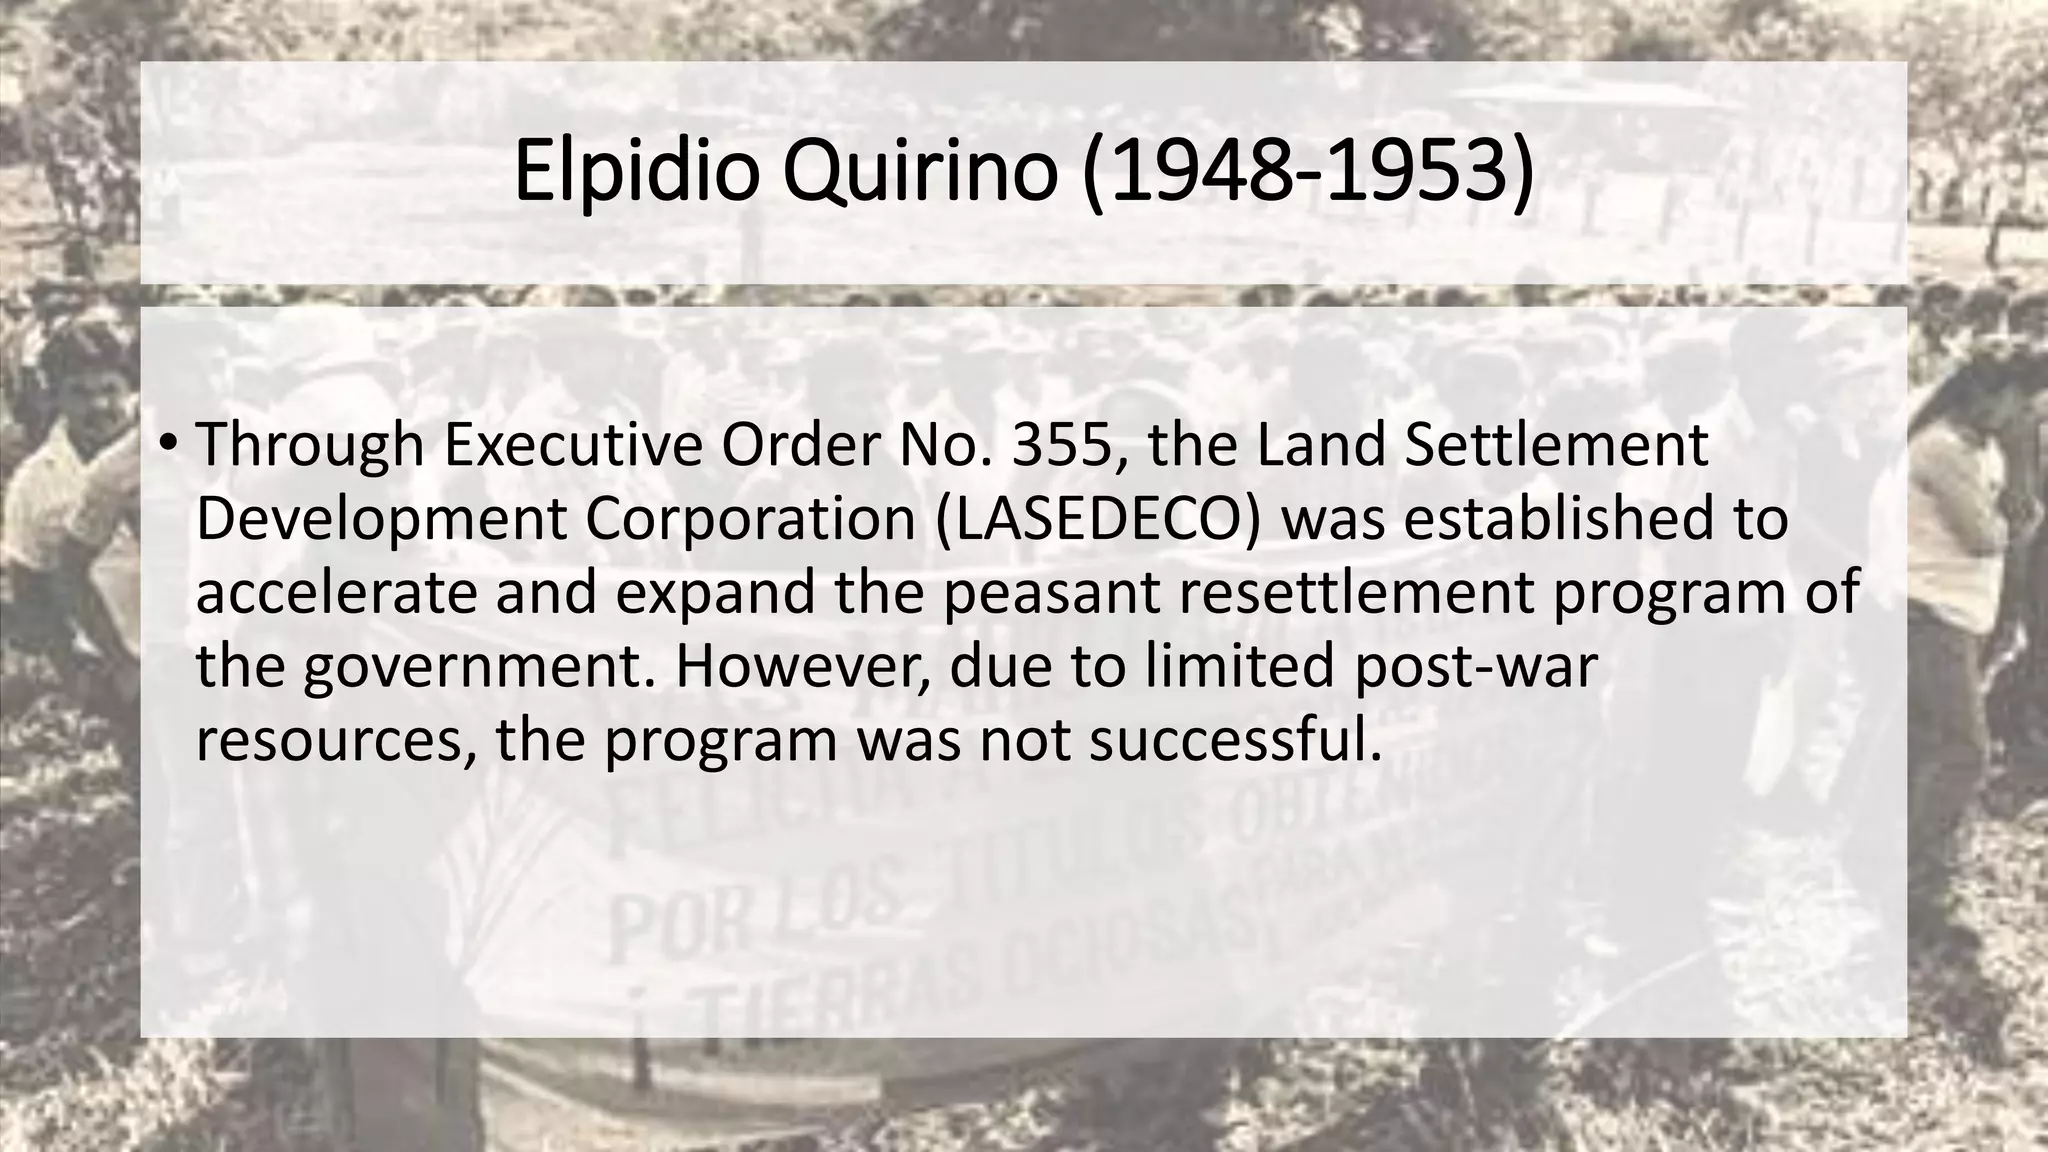 Elpidio Quirino (1948-1953)
• Through Executive Order No. 355, the Land Settlement
Development Corporation (LASEDECO) was established to
accelerate and expand the peasant resettlement program of
the government. However, due to limited post-war
resources, the program was not successful.
POR LOS TITULOS
TIERRAS OCIOSAS